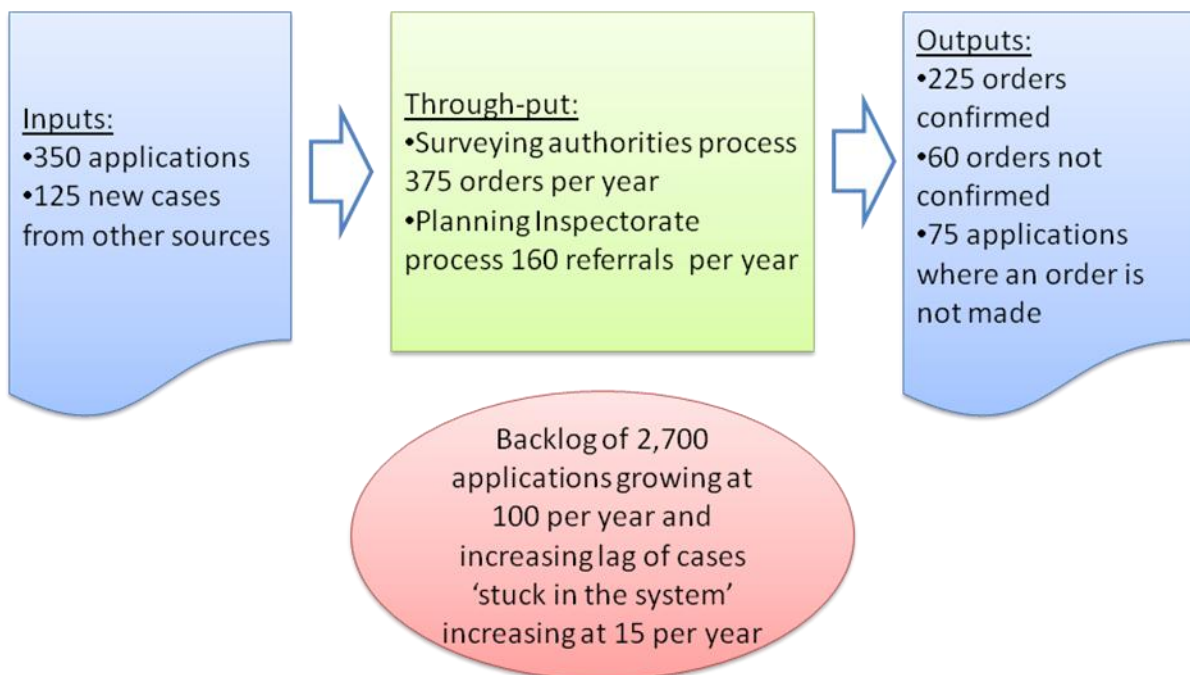 Inputs:
•350 applications
•125 new cases
from other sources
Through-put:
•Surveying authorities process
375 orders per year
•Planning Inspectorate
process 160 referrals  per year
Outputs:
•225 orders
confirmed
•60 orders not
confirmed
•75 applications
where an order is
not made
Backlog of 2,700
applications growing at
100 per year and
increasing lag of cases
‘stuck in the system’
increasing at 15 per year